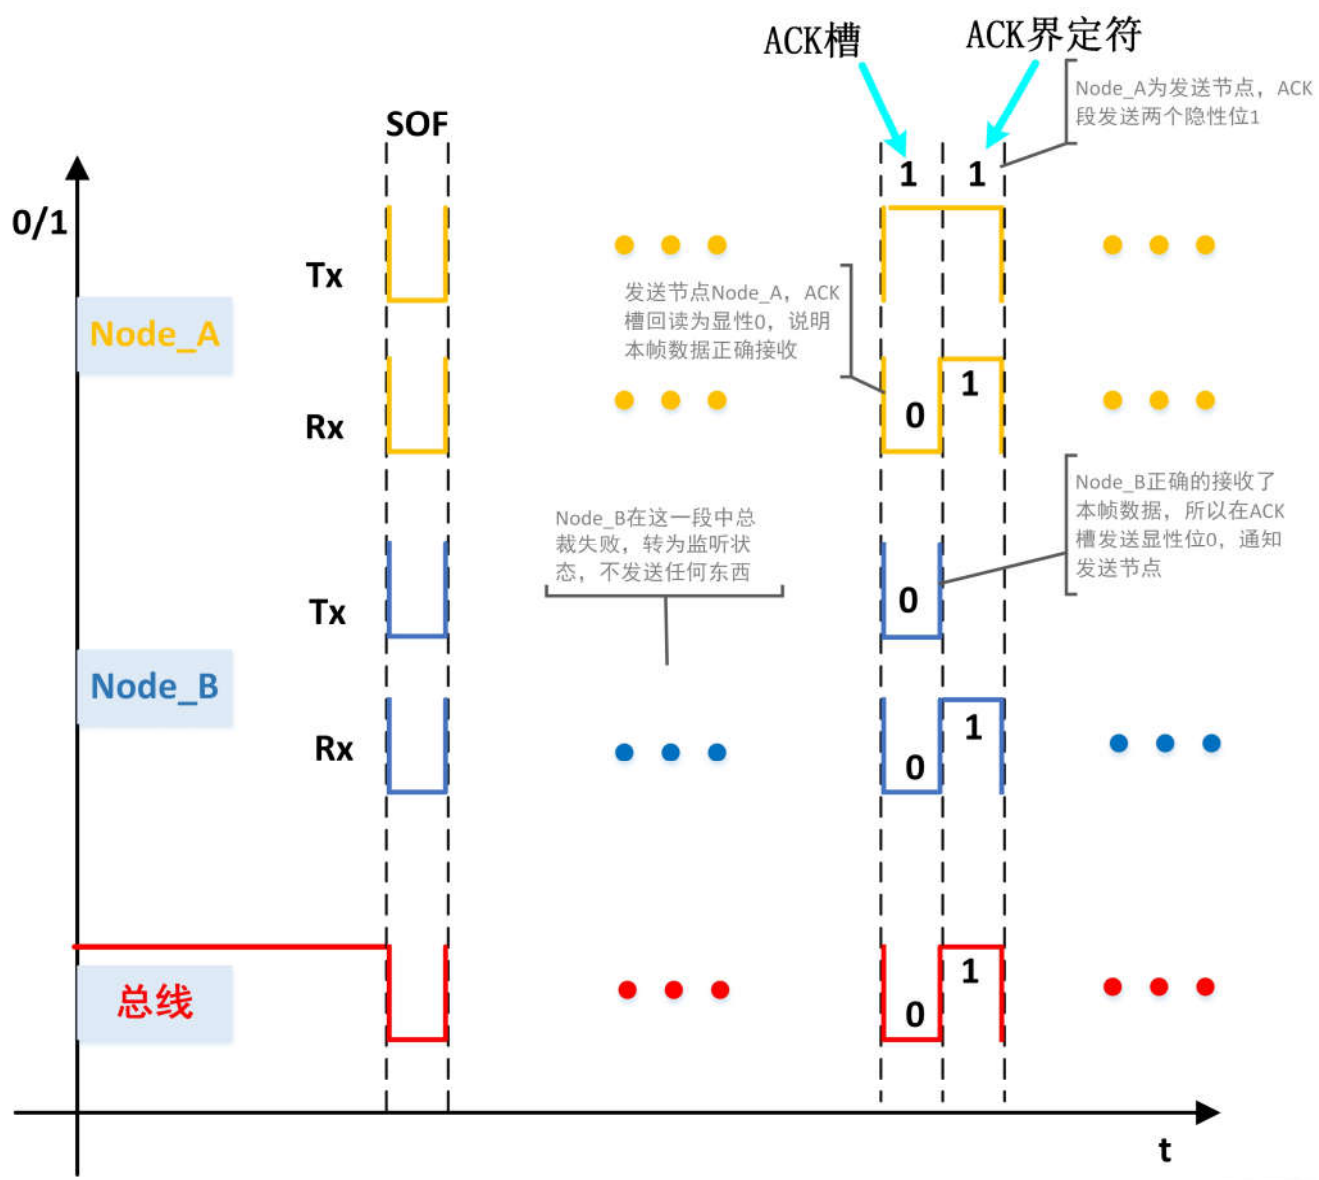 ACK槽
ACK界定符
Node_A为发送节点，ACK
段发送两个隐性位1
SOF
1
1
0/1
Tx
发送节点Node_A，ACK
槽回读为显性0，说明
本帧数据正确接收
Node_A
1
0
Rx
Node_B正确的接收了
本帧数据，所以在ACK
槽发送显性位0，通知
发送节点
Node_B在这一段中总
裁失败，转为监听状
态，不发送任何东西
Tx
0
Node_B
Rx
1
0
总线
1
0
t